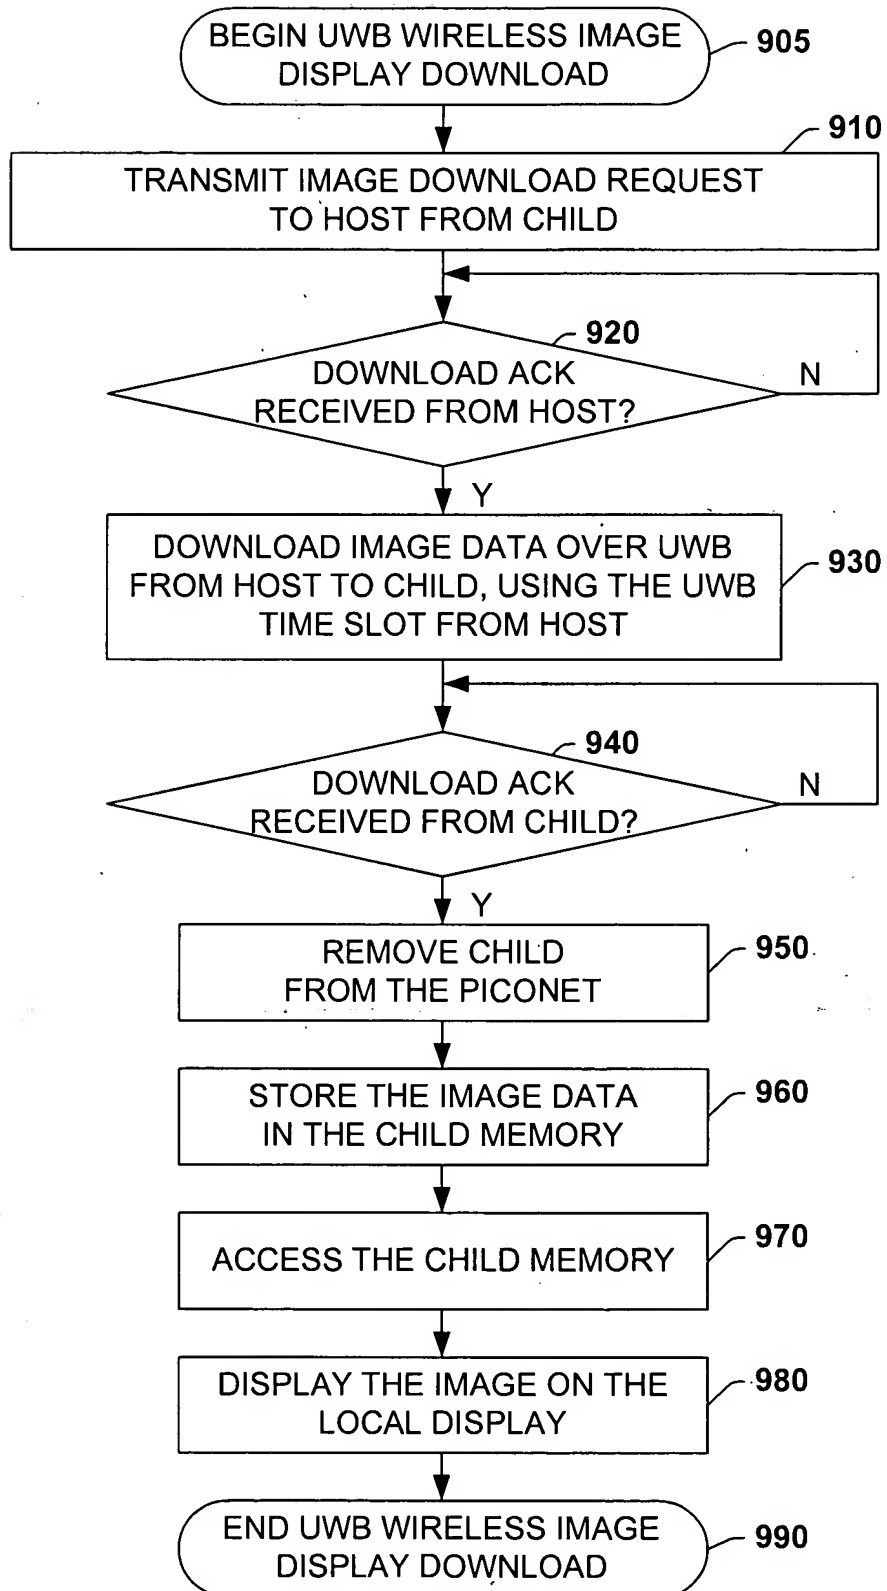 BEGIN UWB WIRELESS IMAGE
DISPLAY DOWNLOAD
905
910
TRANSMIT IMAGE DOWNLOAD REQUEST
TO HOST FROM CHILD
920
DOWNLOAD ACK
RECEIVED FROM HOST?
N
Y
DOWNLOAD IMAGE DATA OVER UWB
FROM HOST TO CHILD, USING THE UWB
TIME SLOT FROM HOST
930
940
DOWNLOAD ACK
RECEIVED FROM CHILD?
N
Y
REMOVE CHILD
FROM THE PICONET
950
STORE THE IMAGE DATA
IN THE CHILD MEMORY
960
ACCESS THE CHILD MEMORY
970
DISPLAY THE IMAGE ON THE
LOCAL DISPLAY
980
END UWB WIRELESS IMAGE
DISPLAY DOWNLOAD
990